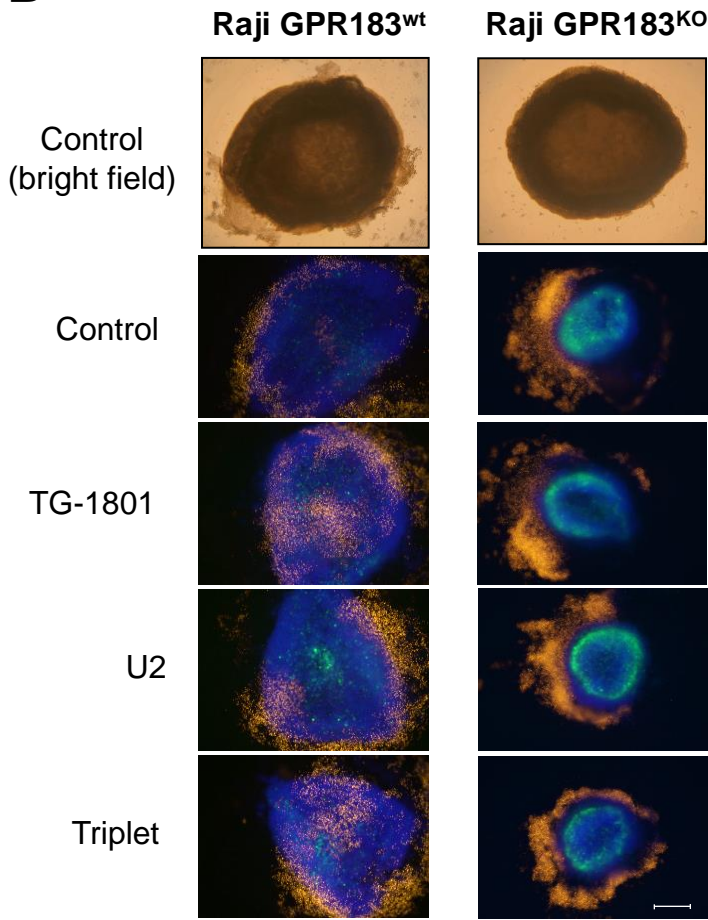 Raji GPR183wt Raji GPR183KO
Control
(bright field)
Control
TG-1801
U2
Triplet